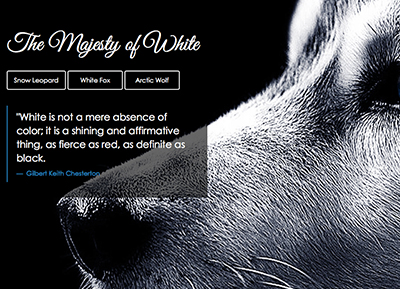 The Majesty of White
Snow Leopard
White Fox
Arctic Wolf
"White is not a mere absence of
color; it is a shining and affirmative
thing, as fierce as red, as definite as
black.
— Gilbert Keith Chesterton